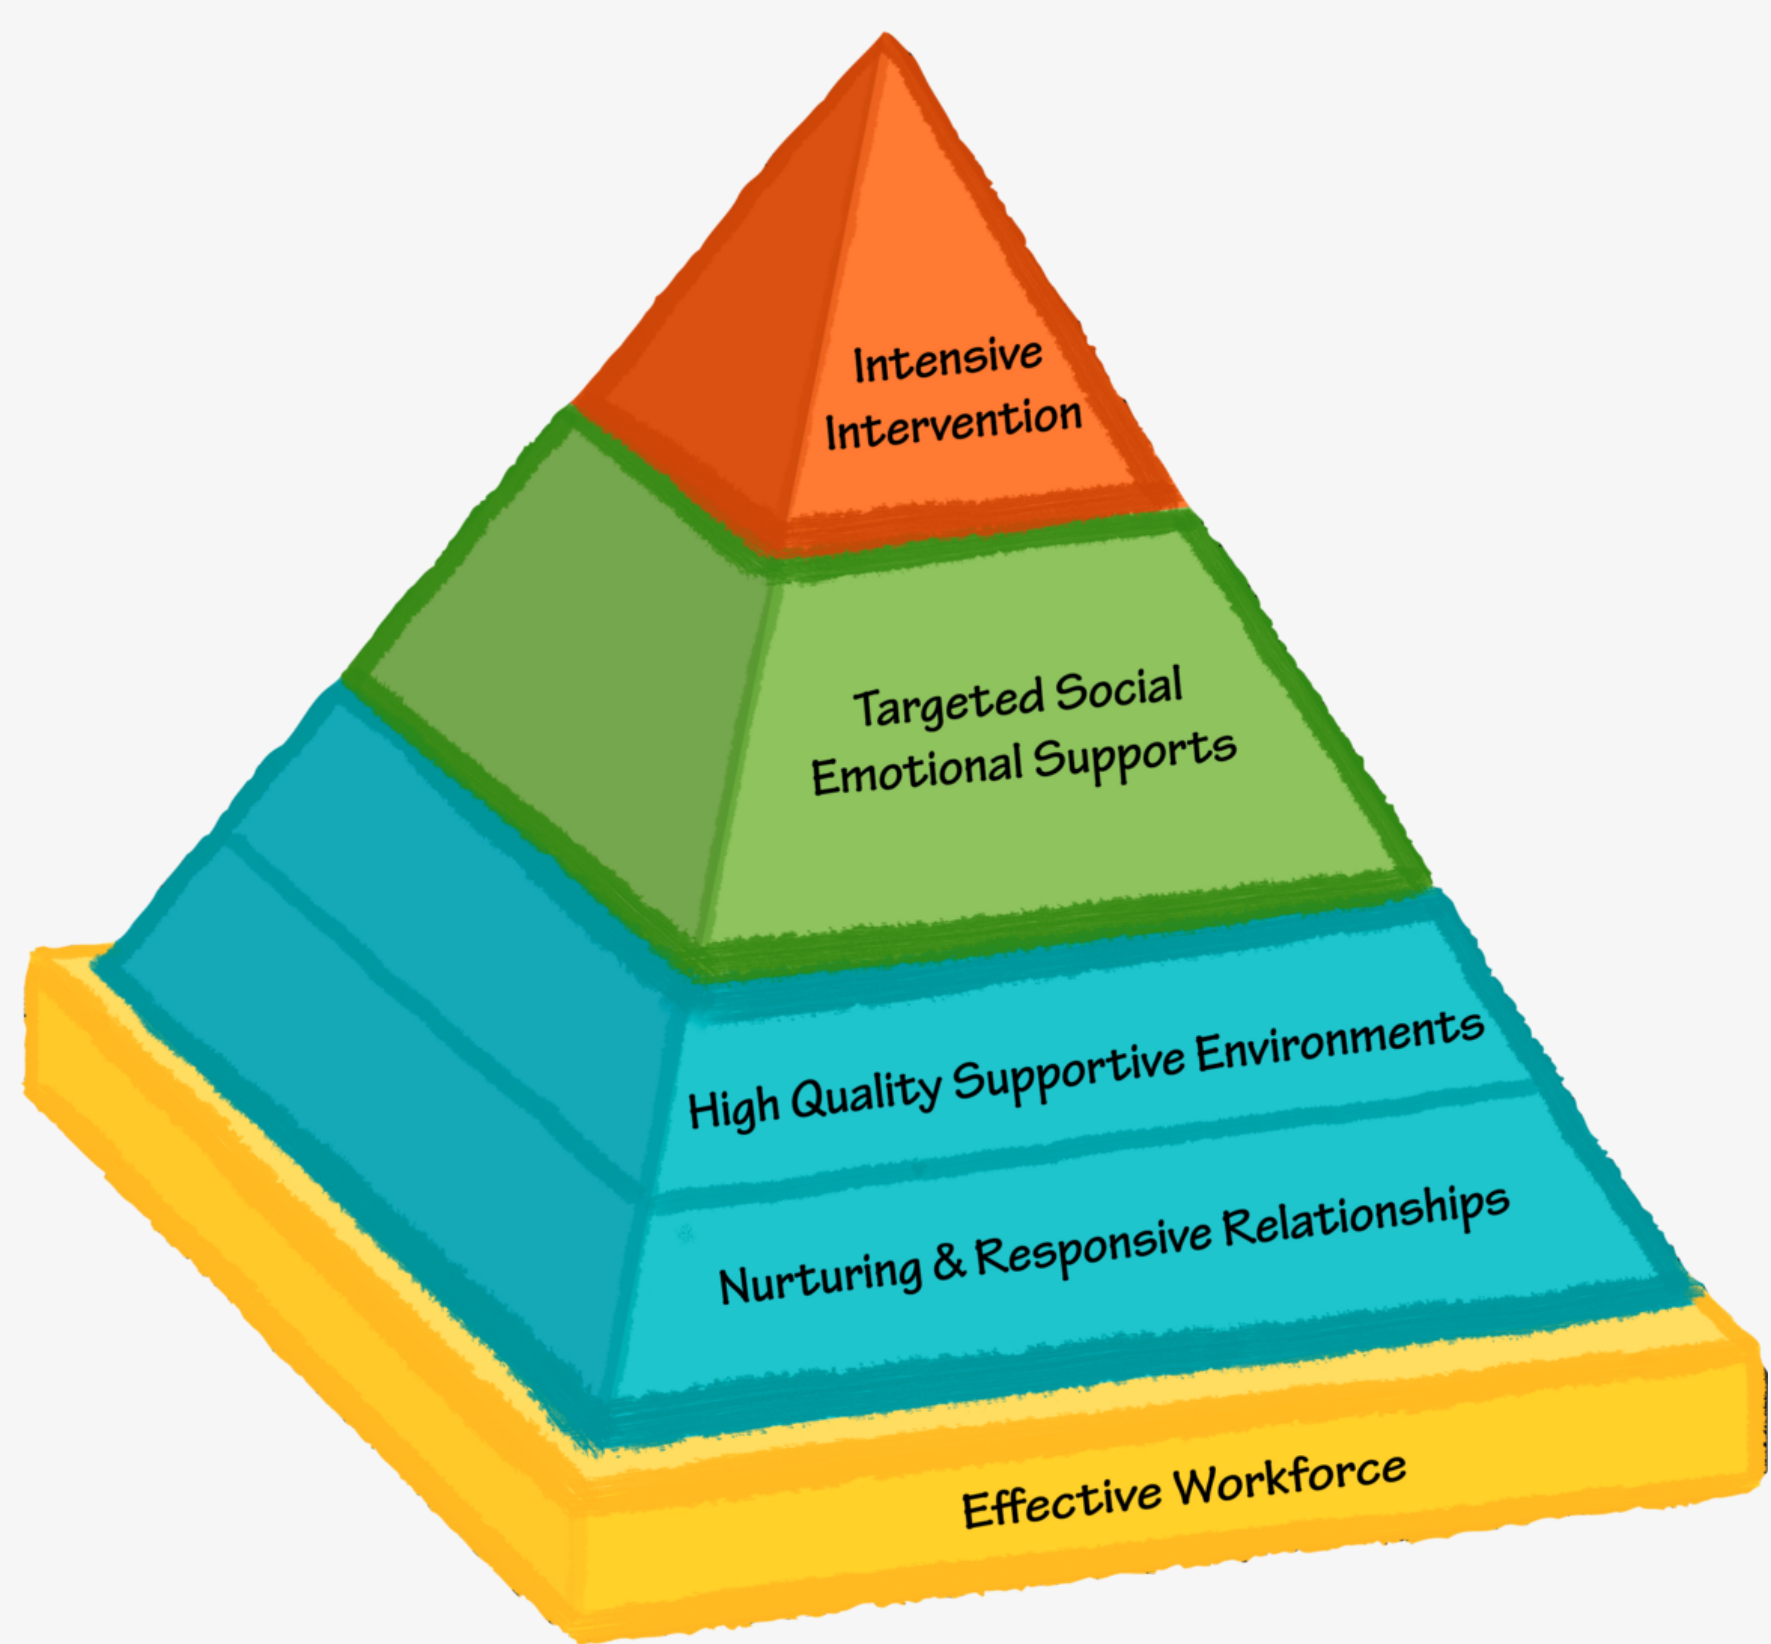 Intensive
Intervention
Targeted Social
Emotional Supports
High Quality Supportive Environments
Nurturing & Responsive Relationships
Effective Workforce